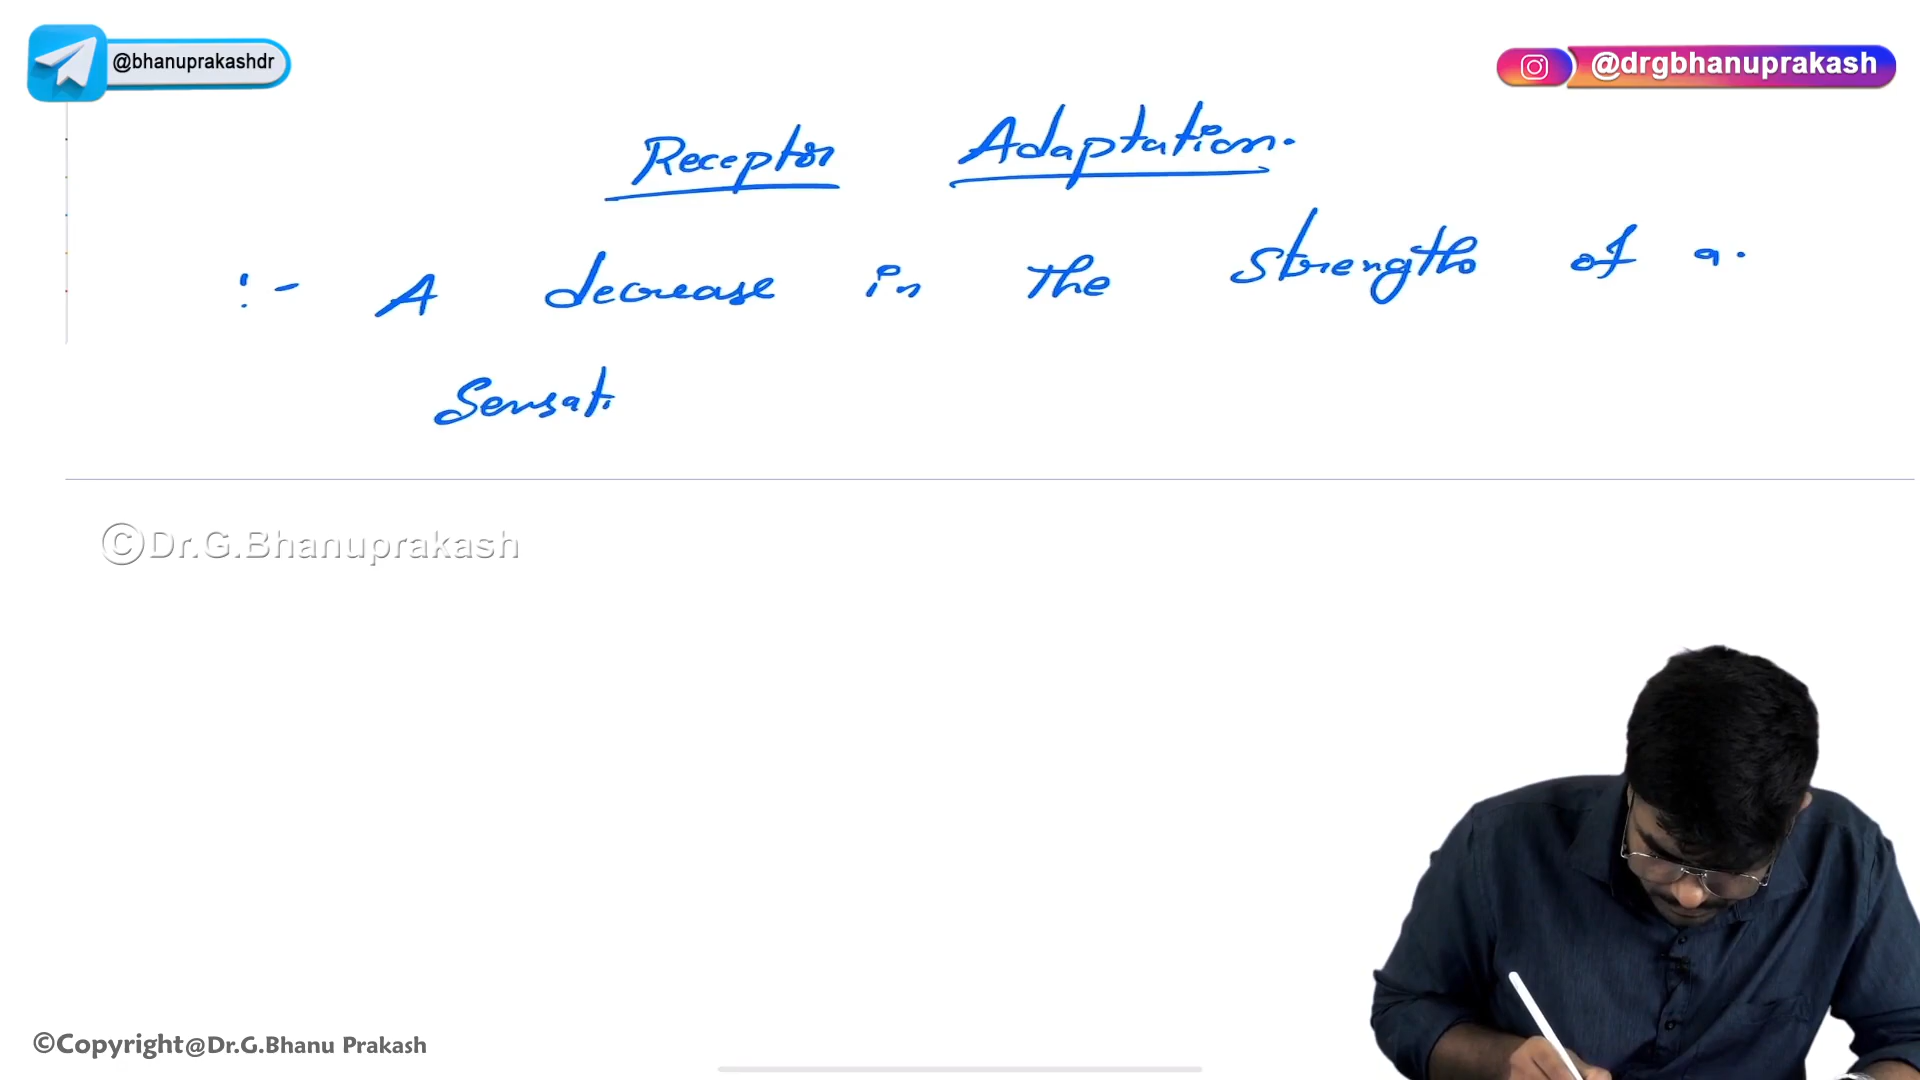 @bhanuprakashdr
@drgbhanuprakash
Receptor Adaptation.
:- A decrease in the strength of a.
Sensati
©Dr.G.Bhanuprakash
©Copyright@Dr.G.Bhanu Prakash